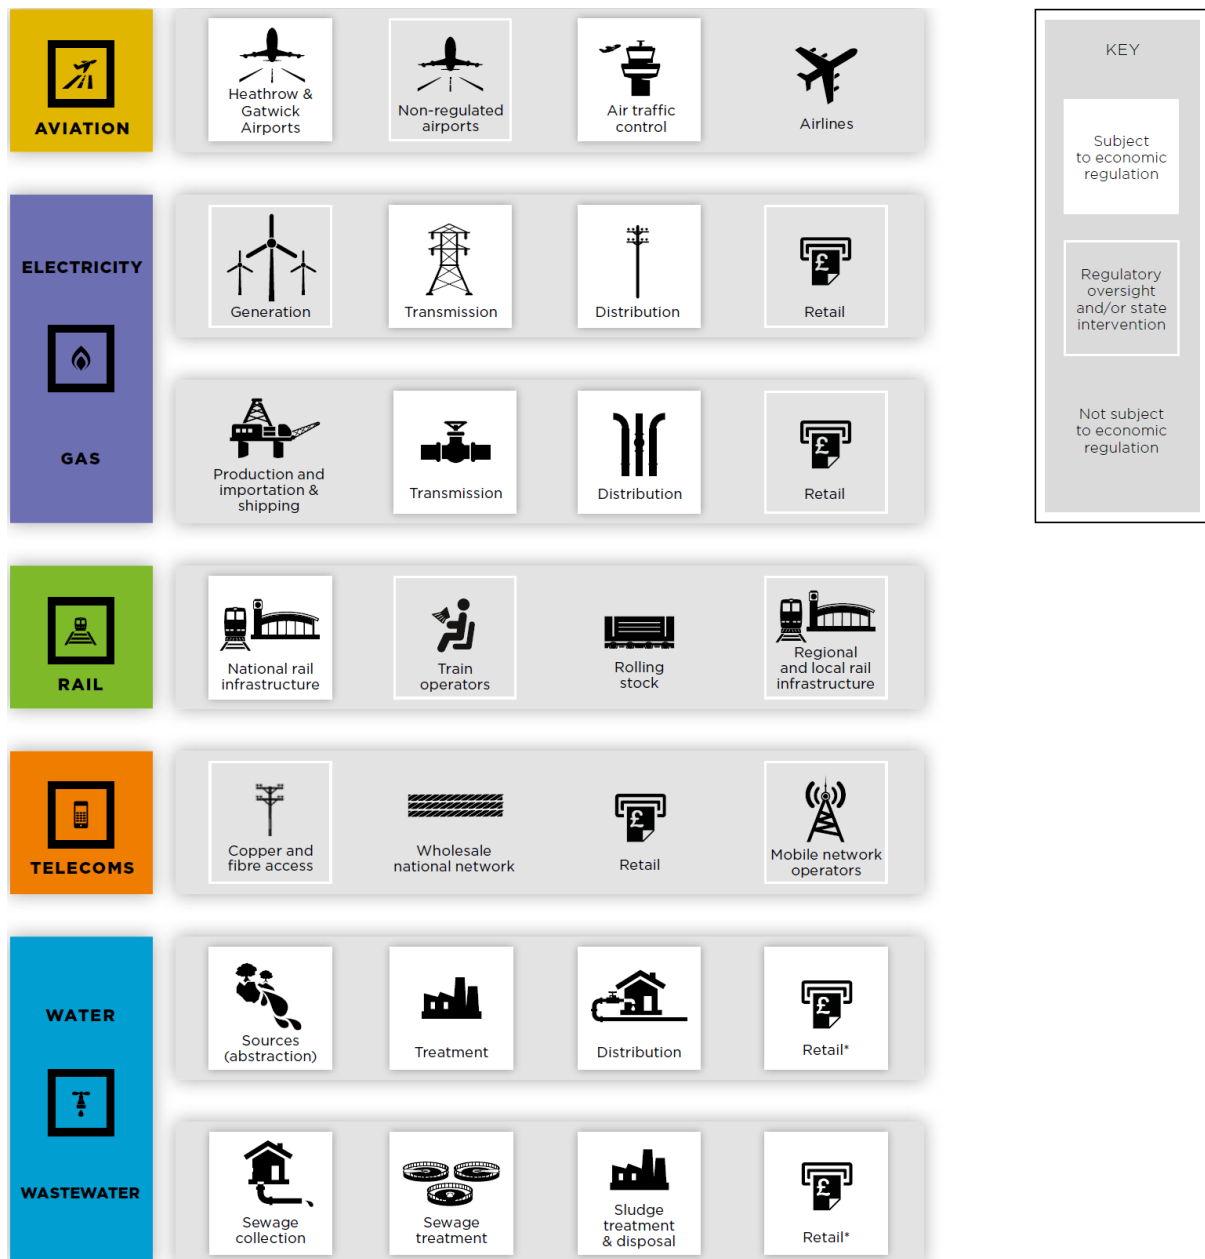 AVIATION
Heathrow &
Gatwick
Airports
Non-regulated
airports
Air traffic
control
Airlines
KEY
Subject
to economic
regulation
Regulatory
oversight
and/or state
intervention
Not subject
to economic
regulation
ELECTRICITY
Generation
Transmission
Distribution
£
Retail
GAS
Production and
importation &
shipping
Transmission
Distribution
£
Retail
RAIL
National rail
infrastructure
Train
operators
Rolling
stock
Regional
and local rail
infrastructure
TELECOMS
Copper and
fibre access
Wholesale
national network
£
Retail
Mobile network
operators
WATER
Sources
(abstraction)
Treatment
Distribution
£
Retail*
WASTEWATER
Sewage
collection
Sewage
treatment
Sludge
treatment
& disposal
£
Retail*